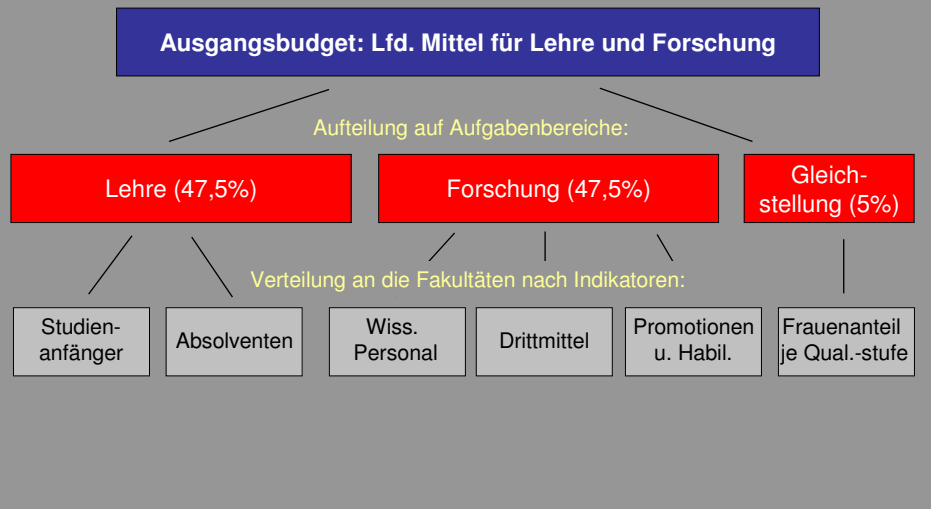 Ausgangsbudget: Lfd. Mittel für Lehre und Forschung
Aufteilung auf Aufgabenbereiche:
Lehre (47,5%)
Forschung (47,5%)
Gleich-
stellung (5%)
Verteilung an die Fakultäten nach Indikatoren:
Studien-
anfänger
Absolventen
Wiss.
Personal
Drittmittel
Promotionen
u. Habil.
Frauenanteil
je Qual.-stufe